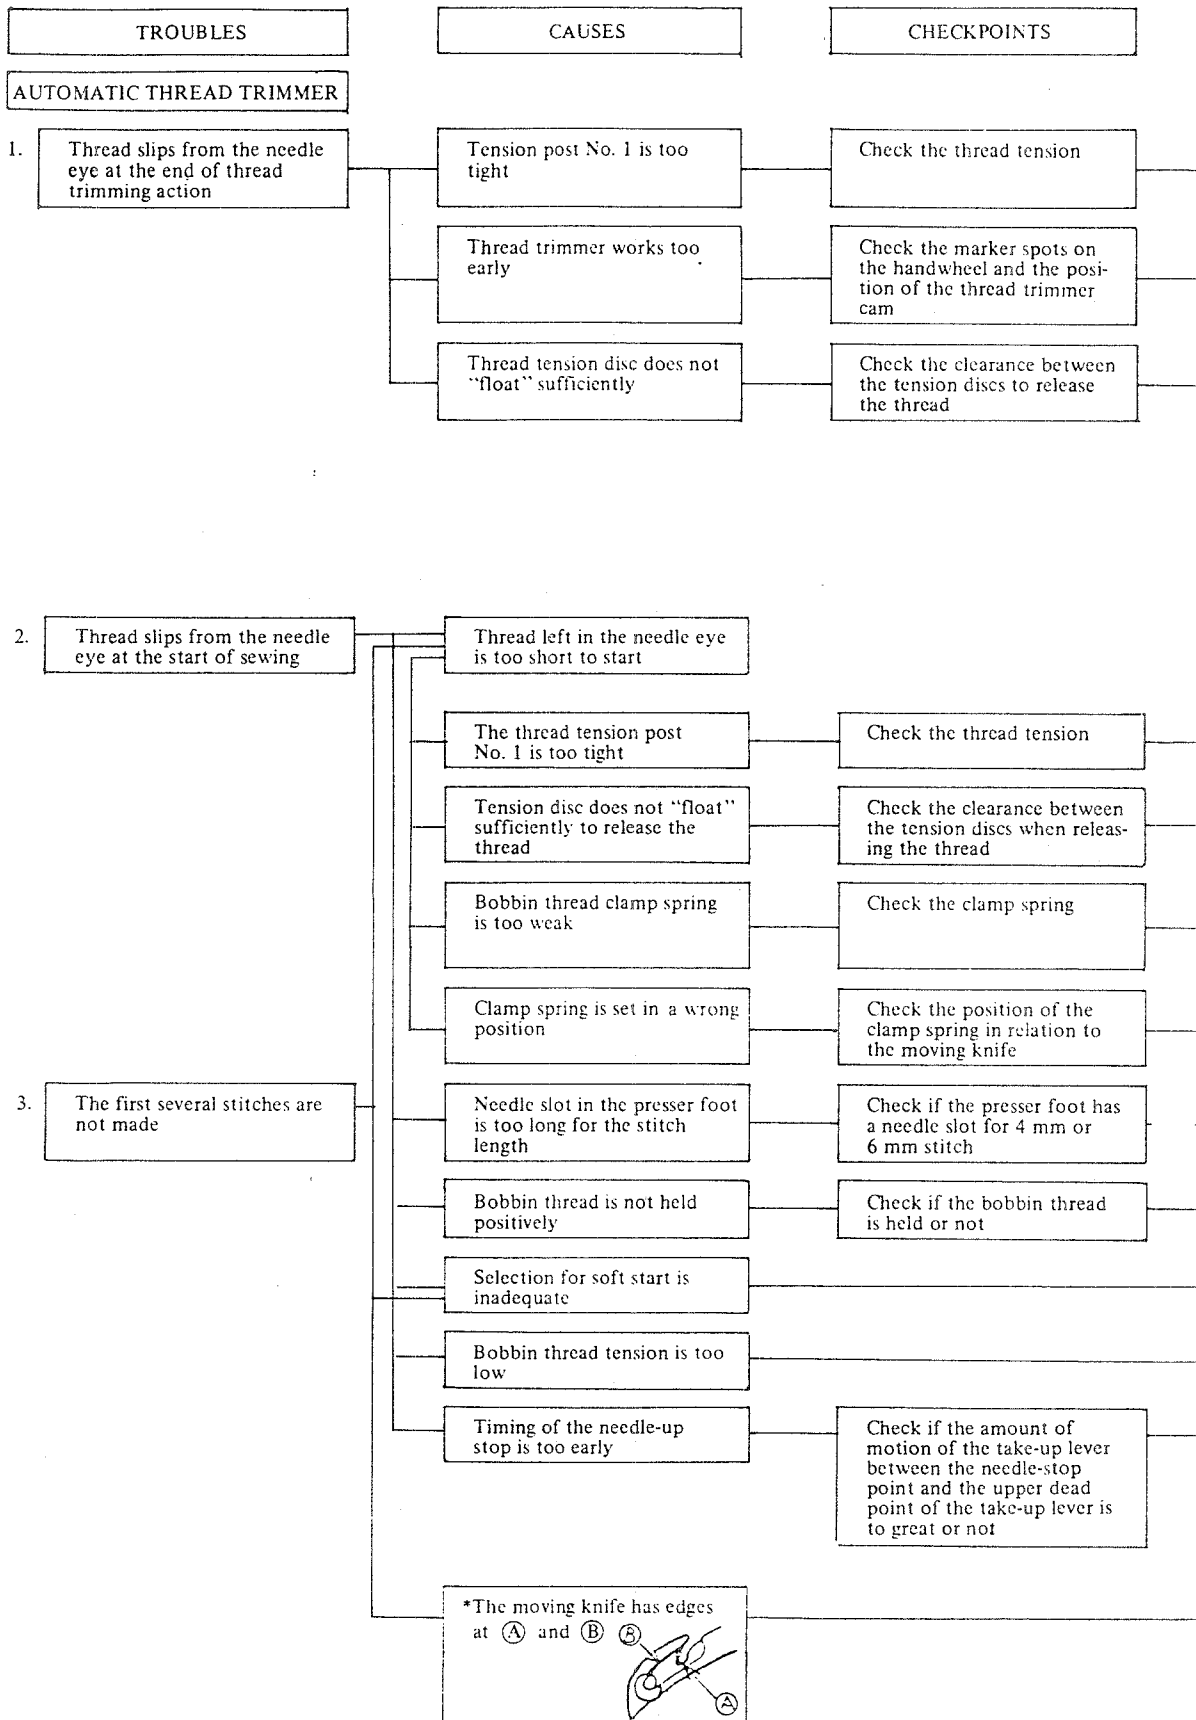 TROUBLES
CAUSES
CHECKPOINTS
AUTOMATIC THREAD TRIMMER
1.
Thread slips from the needle
eye at the end of thread
trimming action
Tension post No. 1 is too
tight
Check the thread tension
Thread trimmer works too
early
Check the marker spots on
the handwheel and the posi-
tion of the thread trimmer
cam
Thread tension disc does not
"float" sufficiently
Check the clearance between
the tension discs to release
the thread
2.
Thread slips from the needle
eye at the start of sewing
Thread left in the needle eye
is too short to start
The thread tension post
No. 1 is too tight
Check the thread tension
Tension disc does not "float"
sufficiently to release the
thread
Check the clearance between
the tension discs when releas-
ing the thread
Bobbin thread clamp spring
is too weak
Check the clamp spring
Clamp spring is set in a wrong
position
Check the position of the
clamp spring in relation to
the moving knife
3.
The first several stitches are
not made
Needle slot in the presser foot
is too long for the stitch
length
Check if the presser foot has
a needle slot for 4 mm or
6 mm stitch
Bobbin thread is not held
positively
Check if the bobbin thread
is held or not
Selection for soft start is
inadequate
Bobbin thread tension is too
low
Timing of the needle-up
stop is too early
Check if the amount of
motion of the take-up lever
between the needle-stop
point and the upper dead
point of the take-up lever is
to great or not
*The moving knife has edges
at Ⓐ and Ⓑ Ⓑ
Ⓐ